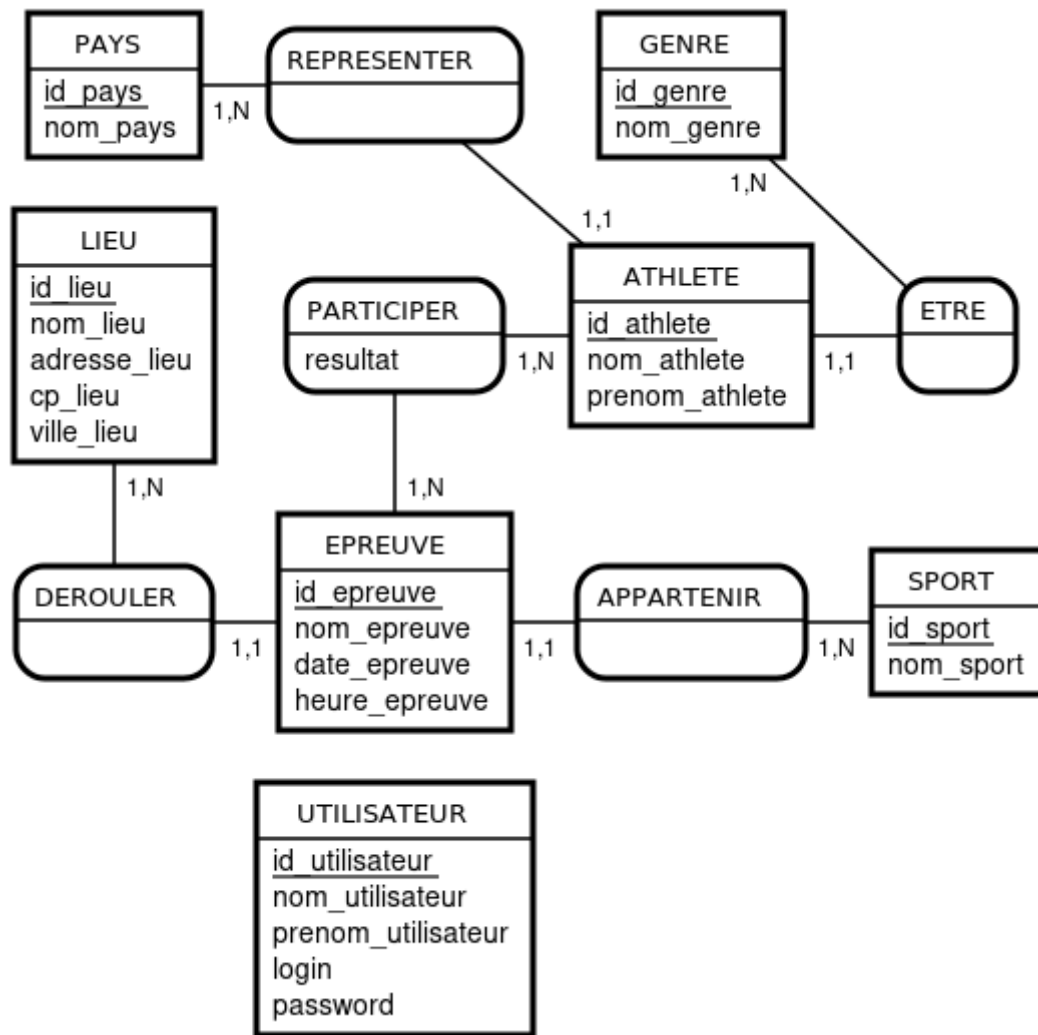 PAYS
id_pays
nom_pays
1,N
REPRESENTER
GENRE
id_genre
nom_genre
1,N
1,1
LIEU
id_lieu
nom_lieu
adresse_lieu
cp_lieu
ville_lieu
1,N
PARTICIPER
resultat
1,N
1,N
ATHLETE
id_athlete
nom_athlete
prenom_athlete
1,1
ETRE
DEROULER
1,1
EPREUVE
id_epreuve
nom_epreuve
date_epreuve
heure_epreuve
1,1
APPARTENIR
1,N
SPORT
id_sport
nom_sport
UTILISATEUR
id_utilisateur
nom_utilisateur
prenom_utilisateur
login
password